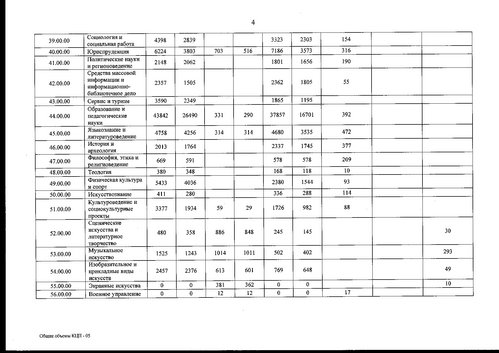 4
39.00.00 Социология и социальная работа 4398 2839 3323 2303 154
40.00.00 Юриспруденция 6224 3803 703 516 7186 3573 316
41.00.00 Политические науки и регионоведение 2148 2062 1801 1656 190
42.00.00 Средства массовой информации и информационно-библиотечное дело 2357 1505 2362 1805 55
43.00.00 Сервис и туризм 3590 2349 1865 1195
44.00.00 Образование и педагогические науки 43842 26490 331 290 37857 16701 392
45.00.00 Языкознание и литературоведение 4758 4256 314 314 4680 3535 472
46.00.00 История и археология 2013 1764 2337 1745 377
47.00.00 Философия, этика и религиоведение 669 591 578 578 209
48.00.00 Теология 380 348 168 118 10
49.00.00 Физическая культура и спорт 5433 4036 2380 1544 93
50.00.00 Искусствознание 411 280 336 288 114
51.00.00 Культуроведение и социокультурные проекты 3377 1934 59 29 1726 982 88
52.00.00 Сценические искусства и литературное творчество 480 358 886 848 245 145 30
53.00.00 Музыкальное искусство 1525 1243 1014 1011 502 402 293
54.00.00 Изобразительное и прикладные виды искусств 2457 2376 613 601 769 648 49
55.00.00 Экранные искусства 0 0 381 362 0 0 10
56.00.00 Военное управление 0 0 12 12 0 0 17
Общие объемы КЦП - 05